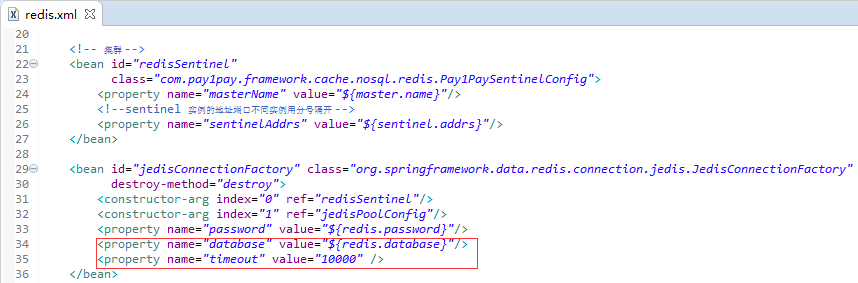 redis.xml
20
21 <!-- 集群 -->
22 <bean id="redisSentinel"
23 class="com.pay1pay.framework.cache.nosql.redis.Pay1PaySentinelConfig">
24 <property name="masterName" value="${master.name}"/>
25 <!--sentinel 实例的地址端口不同实例用分号隔开 -->
26 <property name="sentinelAddrs" value="${sentinel.addrs}"/>
27 </bean>
28
29 <bean id="jedisConnectionFactory" class="org.springframework.data.redis.connection.jedis.JedisConnectionFactory"
30 destroy-method="destroy">
31 <constructor-arg index="0" ref="redisSentinel"/>
32 <constructor-arg index="1" ref="jedisPoolConfig"/>
33 <property name="password" value="${redis.password}"/>
34 <property name="database" value="${redis.database}"/>
35 <property name="timeout" value="10000" />
36 </bean>